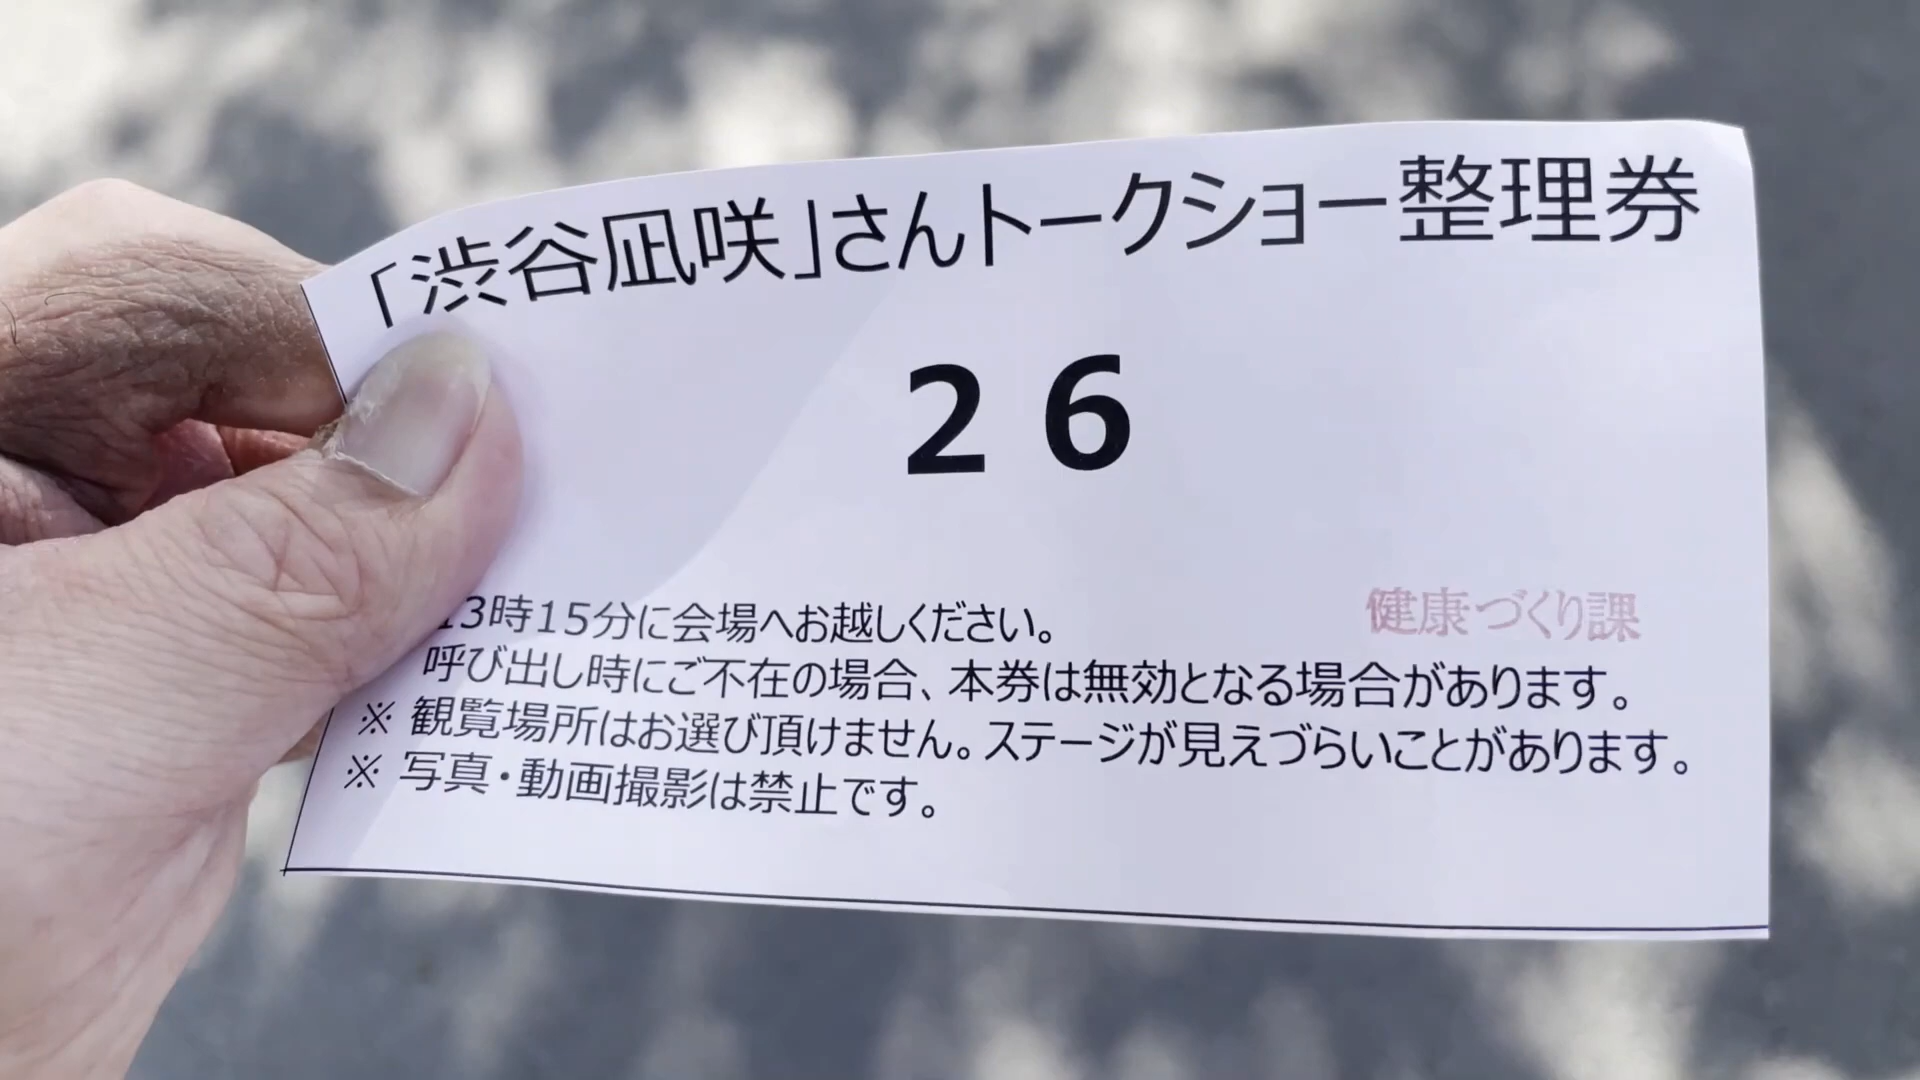 「渋谷凪咲」さんトークショー整理券
26
13時15分に会場へお越しください。
健康づくり課
呼び出し時にご不在の場合、本券は無効となる場合があります。
※ 観覧場所はお選び頂けません。ステージが見えづらいことがあります。
※ 写真・動画撮影は禁止です。